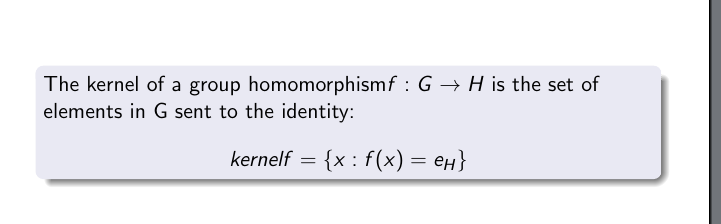 The kernel of a group homomorphismf : G → H is the set of
elements in G sent to the identity:
kernelf = {x : f(x) = e_H}